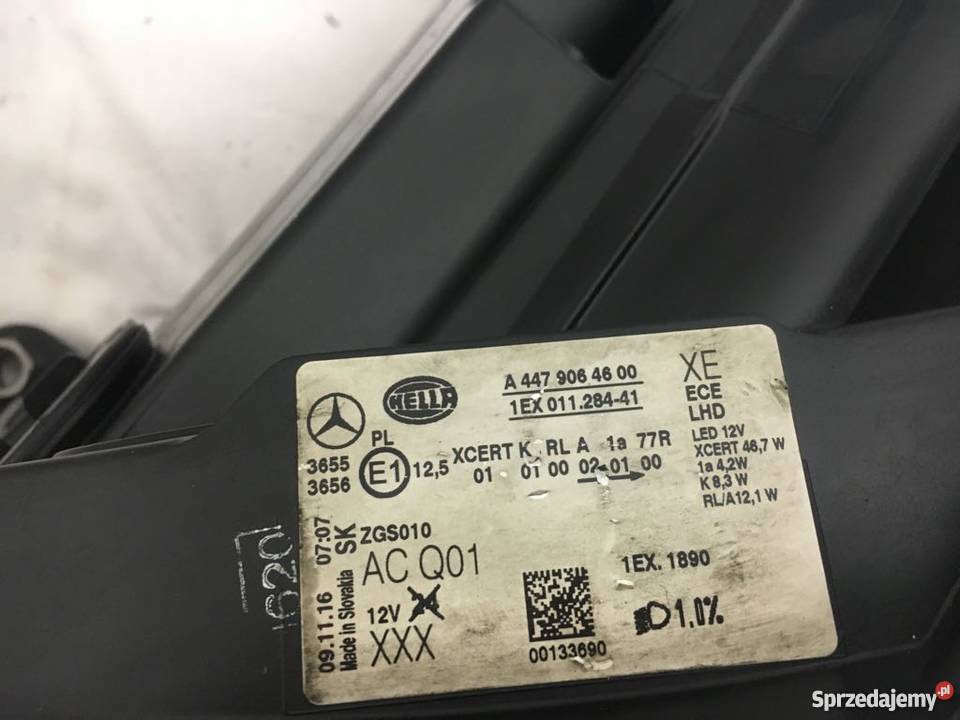 HELLA
A 447 906 46 00
1EX 011.284-41
XE
ECE
LHD
LED 12V
XCERT 46,7 W
1a 4,2W
K 8,3 W
RL/A12,1 W
PL
3655
3656
E1
12,5
XCERT K RL A 1a 77R
01 01 00 02 01 00
09.11.16 07:07
Made in Slovakia SK
ZGS010
AC Q01
12V
XXX
00133690
1EX. 1890
1,0%
1620
Sprzedajemy.pl